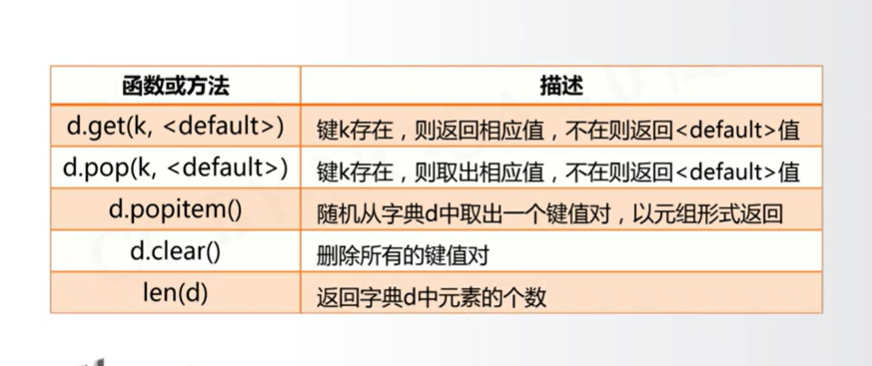 函数或方法 描述
d.get(k, <default>) 键k存在，则返回相应值，不在则返回<default>值
d.pop(k, <default>) 键k存在，则取出相应值，不在则返回<default>值
d.popitem() 随机从字典d中取出一个键值对，以元组形式返回
d.clear() 删除所有的键值对
len(d) 返回字典d中元素的个数